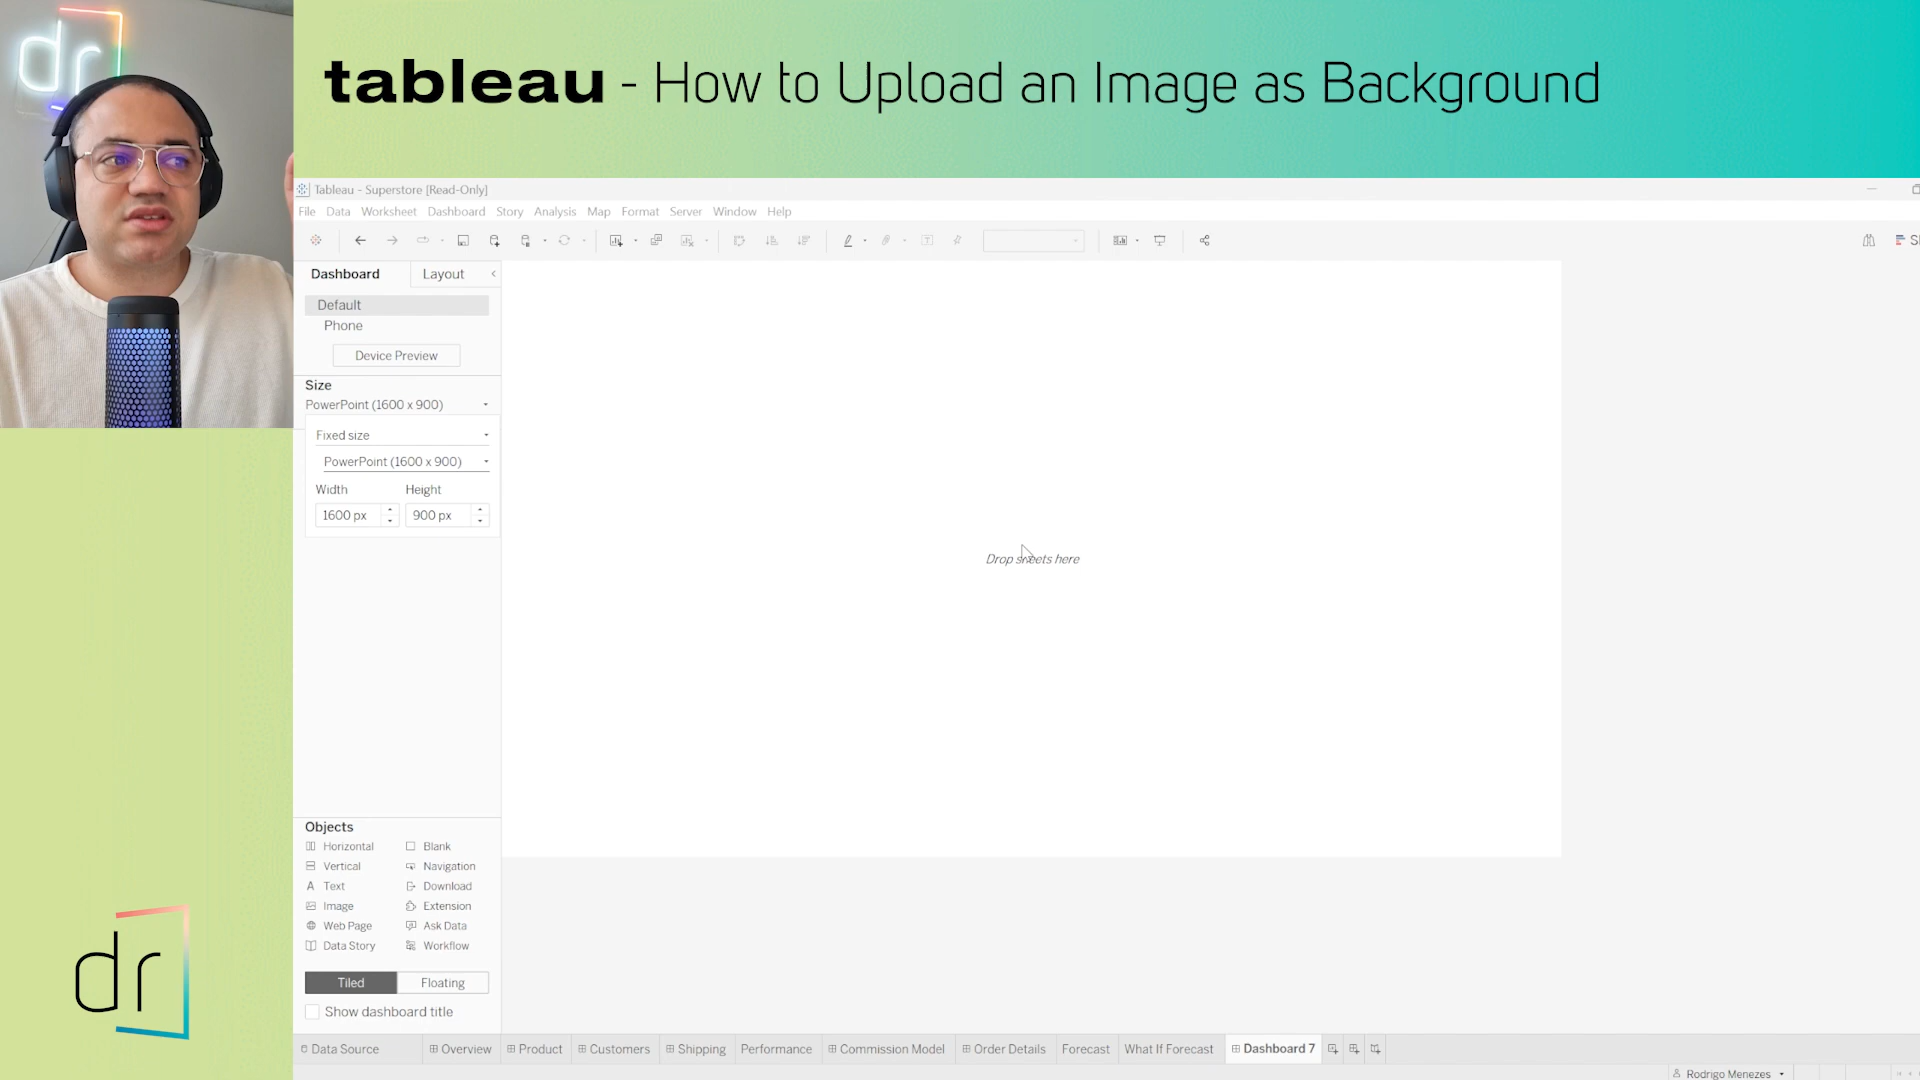 dr
tableau - How to Upload an Image as Background
Tableau - Superstore [Read-Only]
File Data Worksheet Dashboard Story Analysis Map Format Server Window Help
Dashboard Layout
Default
Phone
Device Preview
Size
PowerPoint (1600 x 900)
Fixed size
PowerPoint (1600 x 900)
Width Height
1600 px 900 px
Drop sheets here
Objects
Horizontal Blank
Vertical Navigation
A Text Download
Image Extension
Web Page Ask Data
Data Story Workflow
Tiled Floating
Show dashboard title
dr
Data Source Overview Product Customers Shipping Performance Commission Model Order Details Forecast What If Forecast Dashboard 7
Rodrigo Menezes